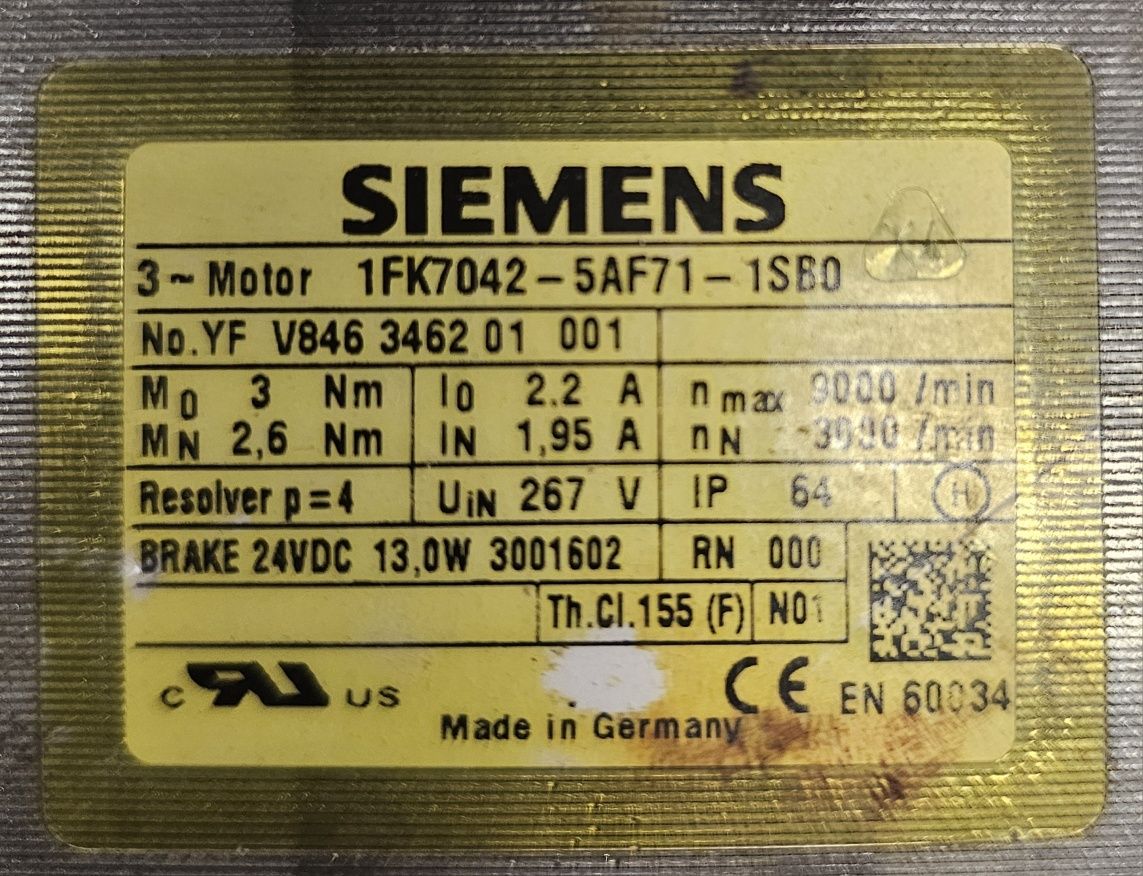 SIEMENS
3~Motor 1FK7042-5AF71-1SB0
No.YF V846 3462 01 001
M0 3 Nm I0 2.2 A n max 9000 /min
MN 2,6 Nm IN 1,95 A nN 3000 /min
Resolver p=4 UiN 267 V IP 64 H
BRAKE 24VDC 13,0W 3001602 RN 000
Th.Cl.155 (F) N01
C RU US CE EN 60034
Made in Germany